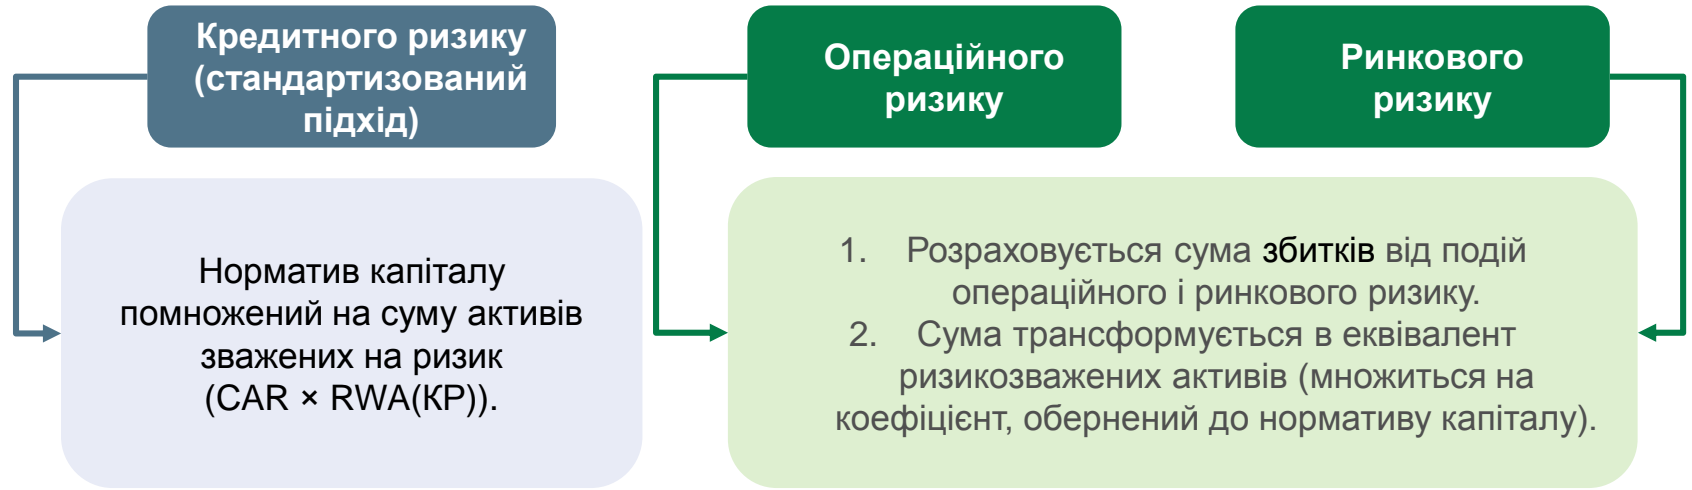 Кредитного ризику
(стандартизований
підхід)
Операційного
ризику
Ринкового
ризику
Норматив капіталу
помножений на суму активів
зважених на ризик
(CAR × RWA(КР)).
1. Розраховується сума збитків від подій
операційного і ринкового ризику.
2. Сума трансформується в еквівалент
ризикозважених активів (множиться на
коефіцієнт, обернений до нормативу капіталу).